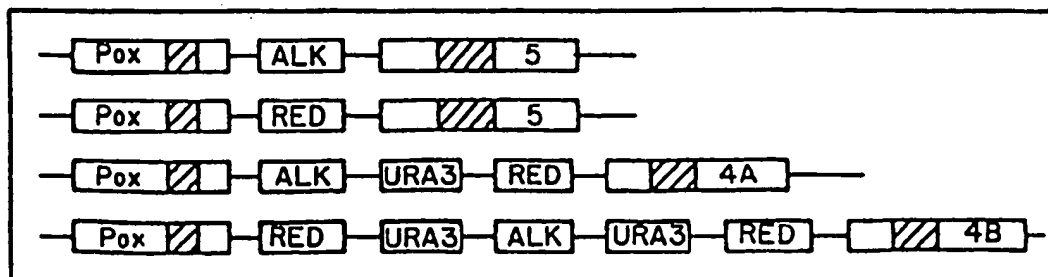 Pox ALK 5
Pox RED 5
Pox ALK URA3 RED 4A
Pox RED URA3 ALK URA3 RED 4B